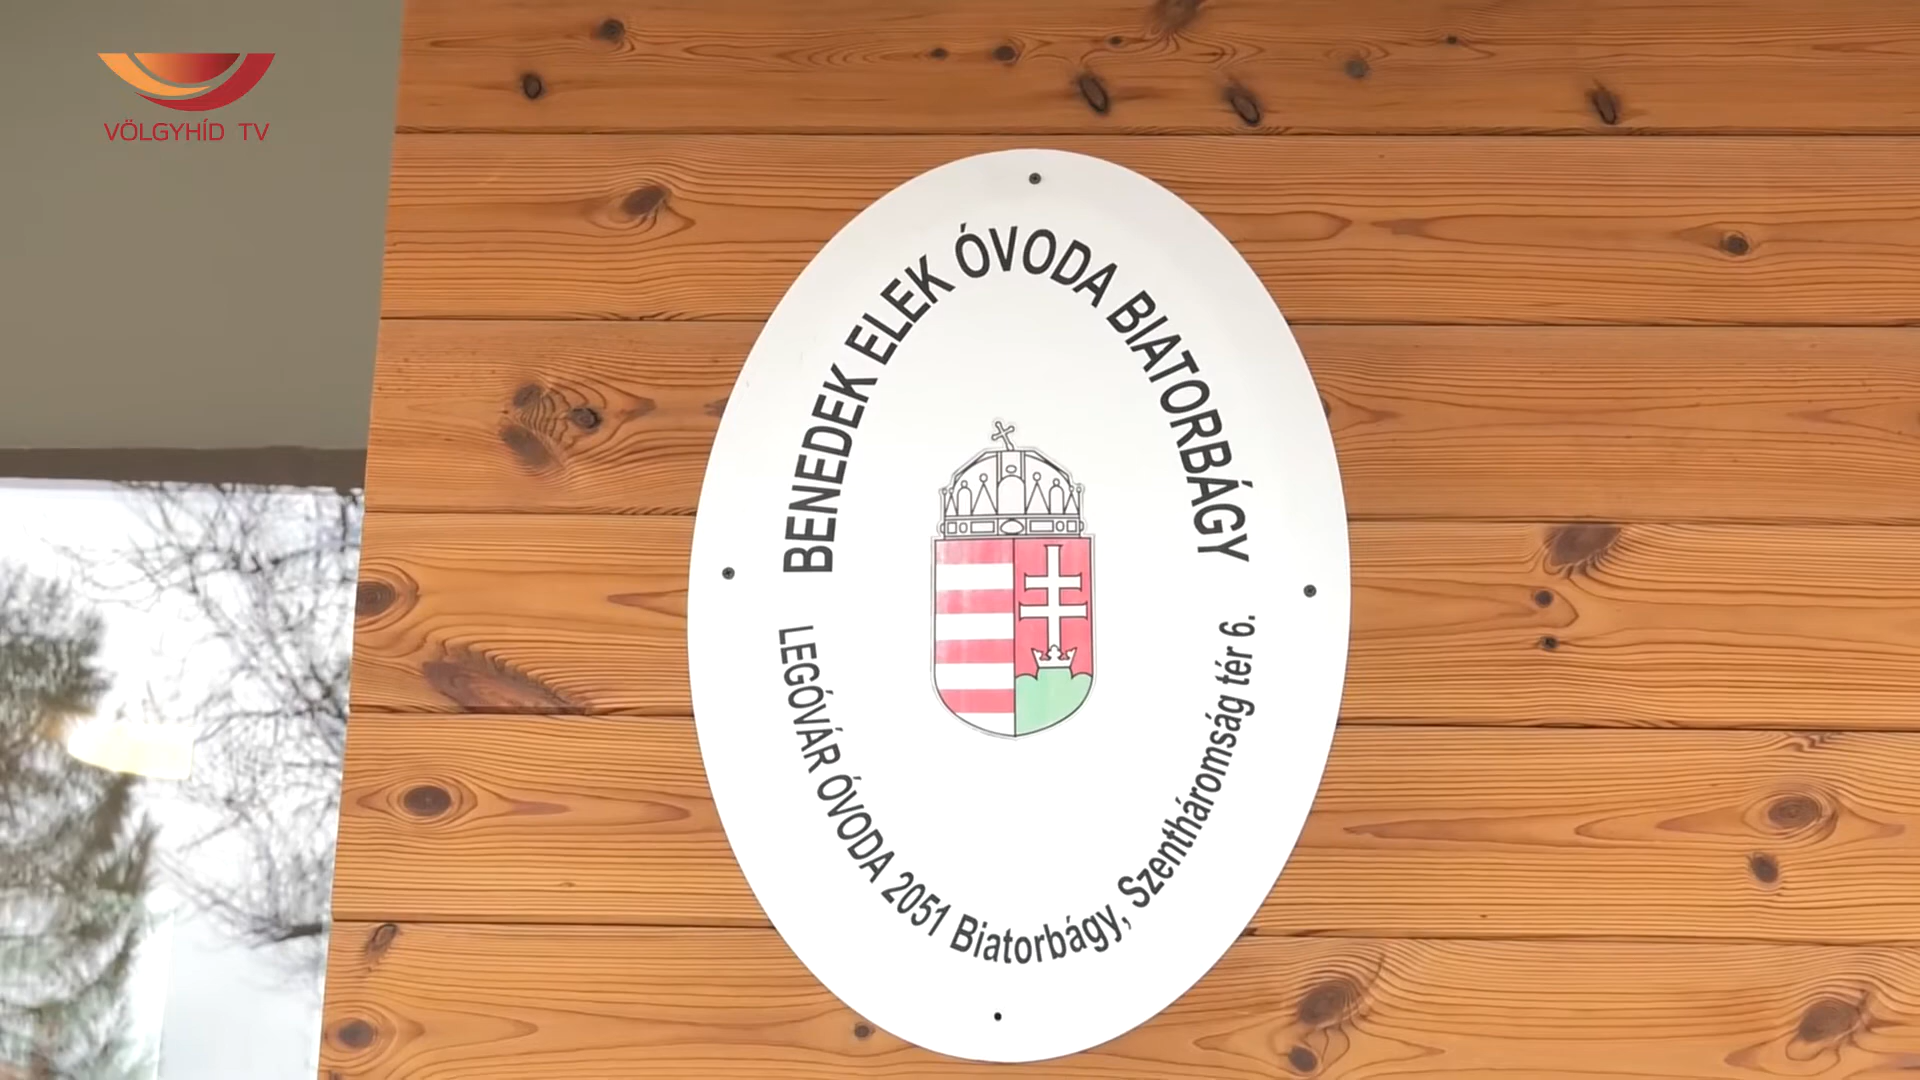 VÖLGYHÍD TV
BENEDEK ELEK ÓVODA BIATORBÁGY
LEGÓVÁR ÓVODA 2051 Biatorbágy, Szentháromság tér 6.